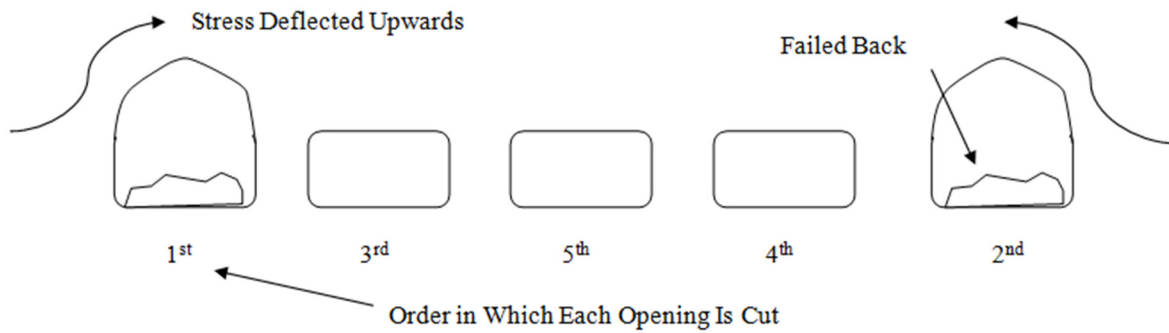 Stress Deflected Upwards
Failed Back
1st
3rd
5th
4th
2nd
Order in Which Each Opening Is Cut